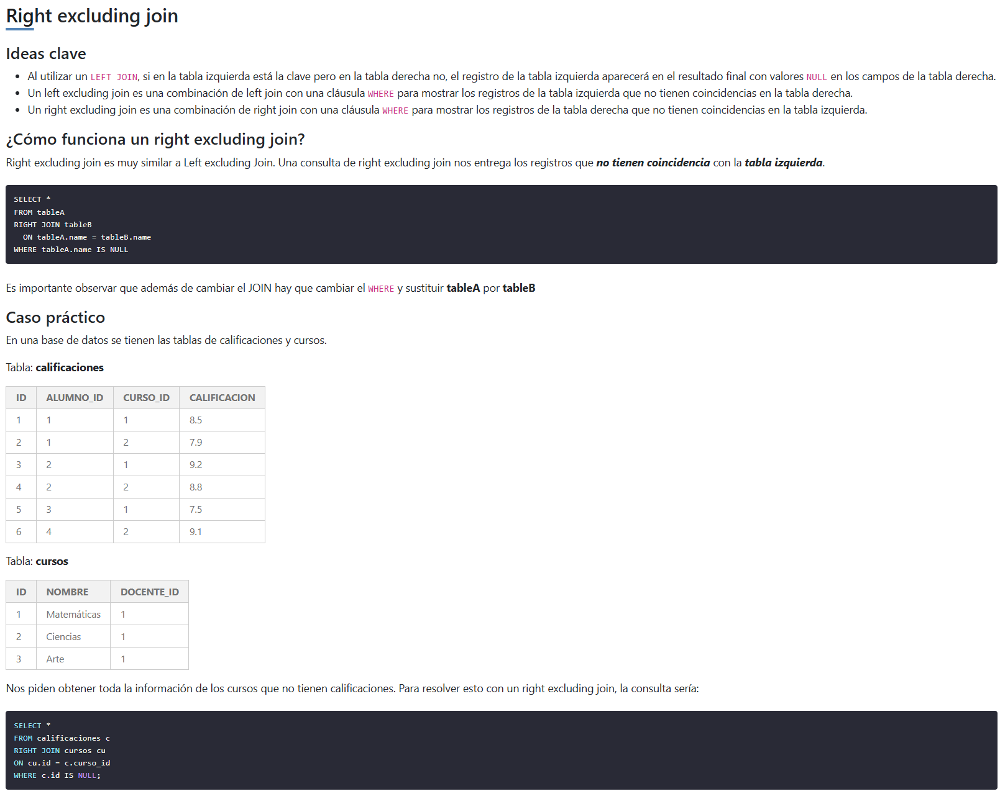 Right excluding join
Ideas clave
• Al utilizar un LEFT JOIN, si en la tabla izquierda está la clave pero en la tabla derecha no, el registro de la tabla izquierda aparecerá en el resultado final con valores NULL en los campos de la tabla derecha.
• Un left excluding join es una combinación de left join con una cláusula WHERE para mostrar los registros de la tabla izquierda que no tienen coincidencias en la tabla derecha.
• Un right excluding join es una combinación de right join con una cláusula WHERE para mostrar los registros de la tabla derecha que no tienen coincidencias en la tabla izquierda.
¿Cómo funciona un right excluding join?
Right excluding join es muy similar a Left excluding Join. Una consulta de right excluding join nos entrega los registros que no tienen coincidencia con la tabla izquierda.
SELECT *
FROM tableA
RIGHT JOIN tableB
  ON tableA.name = tableB.name
WHERE tableA.name IS NULL
Es importante observar que además de cambiar el JOIN hay que cambiar el WHERE y sustituir tableA por tableB
Caso práctico
En una base de datos se tienen las tablas de calificaciones y cursos.
Tabla: calificaciones
ID ALUMNO_ID CURSO_ID CALIFICACION
1 1 1 8.5
2 1 2 7.9
3 2 1 9.2
4 2 2 8.8
5 3 1 7.5
6 4 2 9.1
Tabla: cursos
ID NOMBRE DOCENTE_ID
1 Matemáticas 1
2 Ciencias 1
3 Arte 1
Nos piden obtener toda la información de los cursos que no tienen calificaciones. Para resolver esto con un right excluding join, la consulta sería:
SELECT *
FROM calificaciones c
RIGHT JOIN cursos cu
ON cu.id = c.curso_id
WHERE c.id IS NULL;